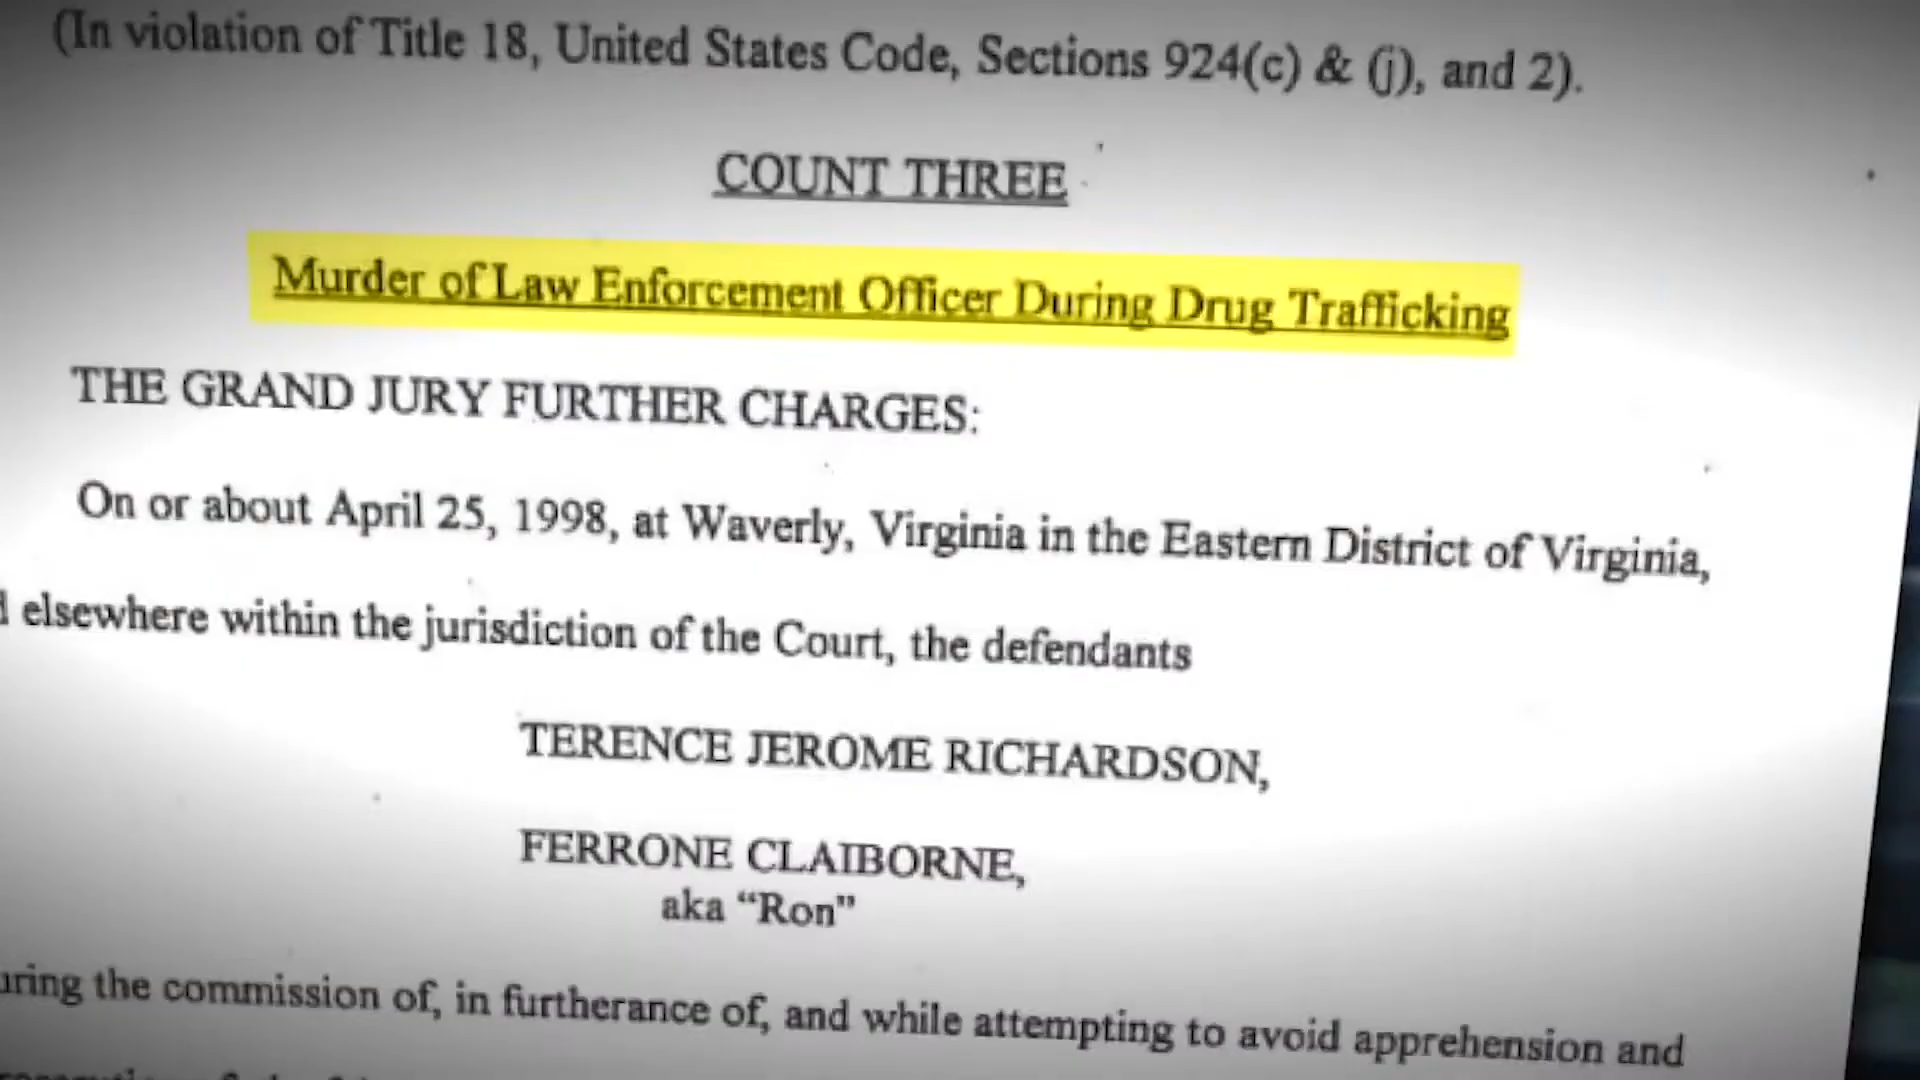 (In violation of Title 18, United States Code, Sections 924(c) & (j), and 2).
COUNT THREE
Murder of Law Enforcement Officer During Drug Trafficking
THE GRAND JURY FURTHER CHARGES:
On or about April 25, 1998, at Waverly, Virginia in the Eastern District of Virginia,
elsewhere within the jurisdiction of the Court, the defendants
TERENCE JEROME RICHARDSON,
FERRONE CLAIBORNE,
aka “Ron”
the commission of, in furtherance of, and while attempting to avoid apprehension and